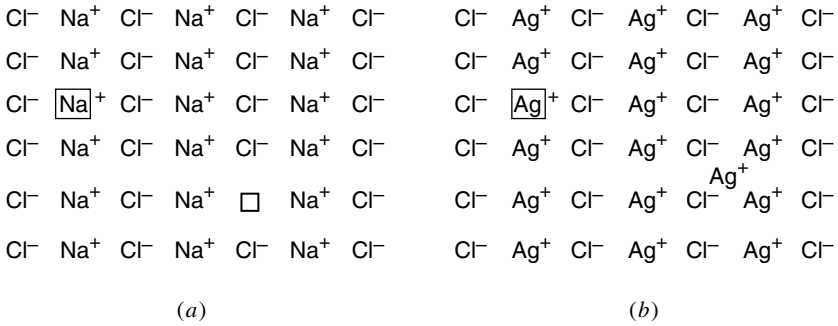 Cl⁻ Na⁺ Cl⁻ Na⁺ Cl⁻ Na⁺ Cl⁻ Cl⁻ Ag⁺ Cl⁻ Ag⁺ Cl⁻ Ag⁺ Cl⁻
Cl⁻ Na⁺ Cl⁻ Na⁺ Cl⁻ Na⁺ Cl⁻ Cl⁻ Ag⁺ Cl⁻ Ag⁺ Cl⁻ Ag⁺ Cl⁻
Cl⁻ Na⁺ Cl⁻ Na⁺ Cl⁻ Na⁺ Cl⁻ Cl⁻ Ag⁺ Cl⁻ Ag⁺ Cl⁻ Ag⁺ Cl⁻
Cl⁻ Na⁺ Cl⁻ Na⁺ Cl⁻ Na⁺ Cl⁻ Cl⁻ Ag⁺ Cl⁻ Ag⁺ Cl⁻ Ag⁺ Cl⁻
Ag⁺
Cl⁻ Na⁺ Cl⁻ Na⁺ Na⁺ Cl⁻ Cl⁻ Ag⁺ Cl⁻ Ag⁺ Cl⁻ Ag⁺ Cl⁻
Cl⁻ Na⁺ Cl⁻ Na⁺ Cl⁻ Na⁺ Cl⁻ Cl⁻ Ag⁺ Cl⁻ Ag⁺ Cl⁻ Ag⁺ Cl⁻
(a) (b)